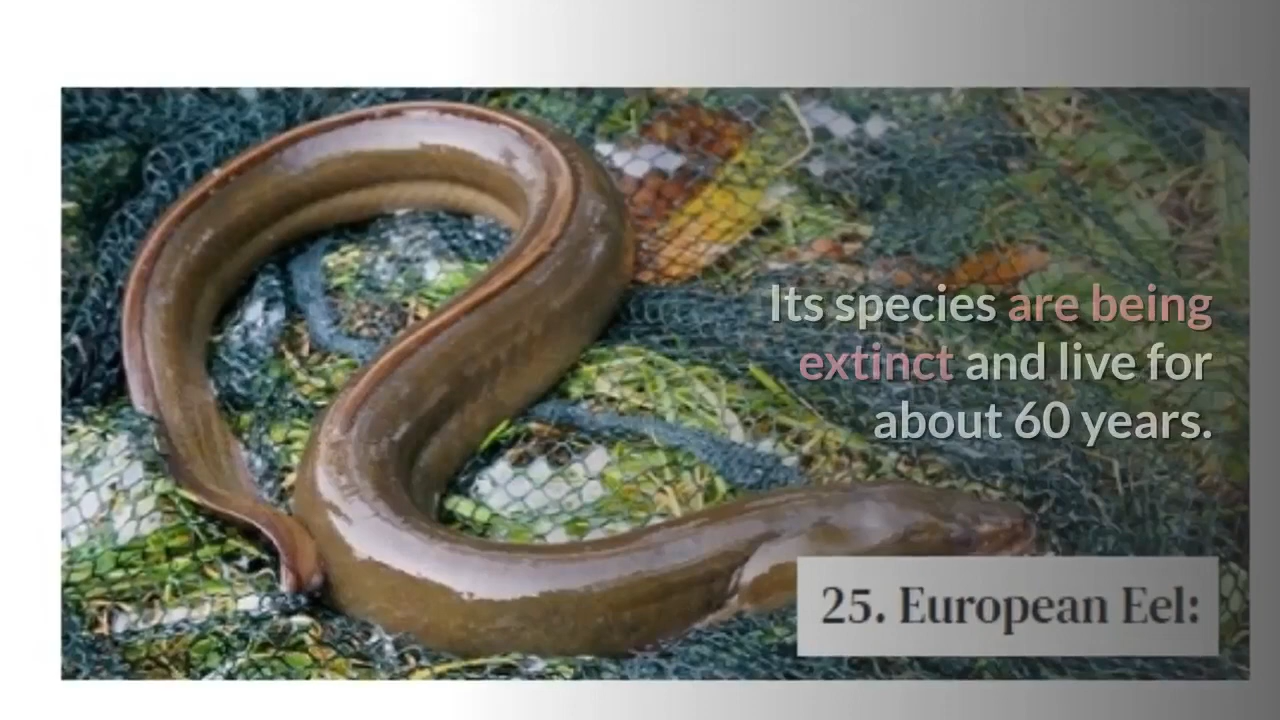 Its species are being
extinct and live for
about 60 years.
25. European Eel: